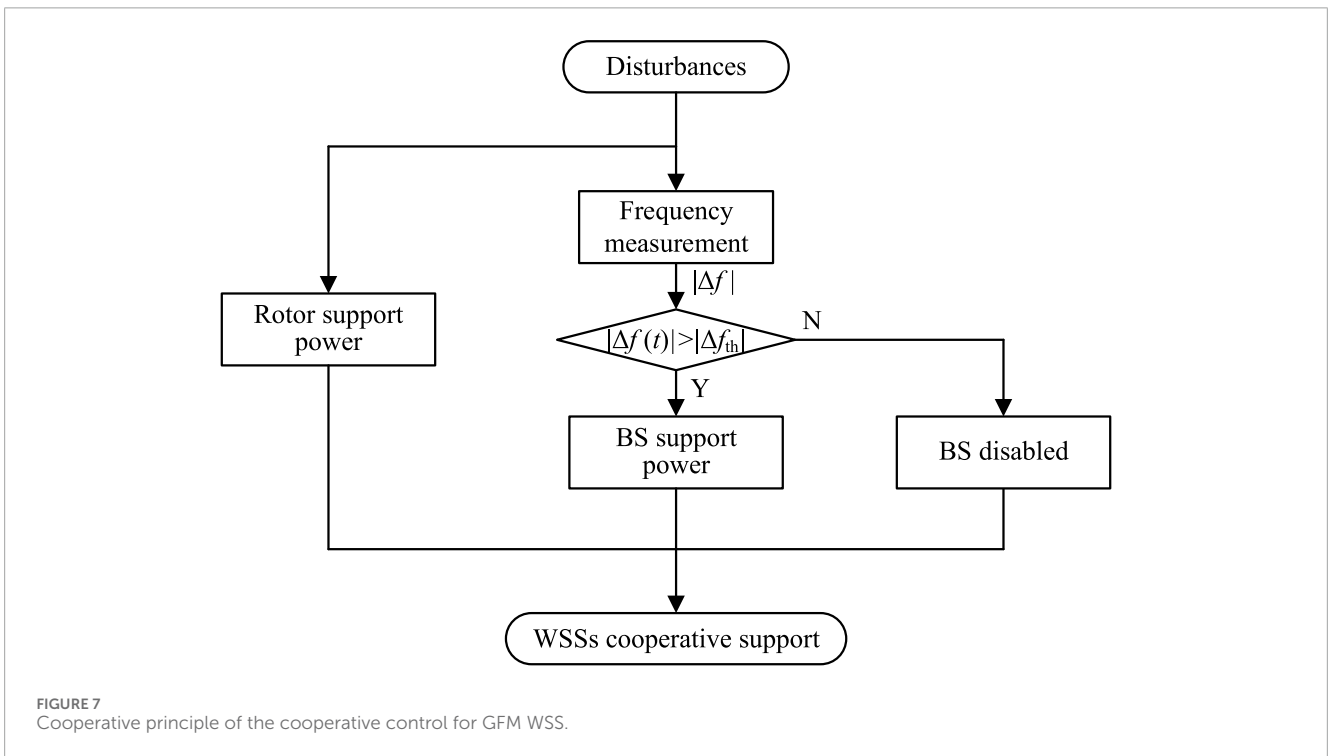 Disturbances
Frequency
measurement
|Δf|
Rotor support
power
|Δf(t)|>|Δfth|
N
Y
BS support
power
BS disabled
WSSs cooperative support
FIGURE 7
Cooperative principle of the cooperative control for GFM WSS.